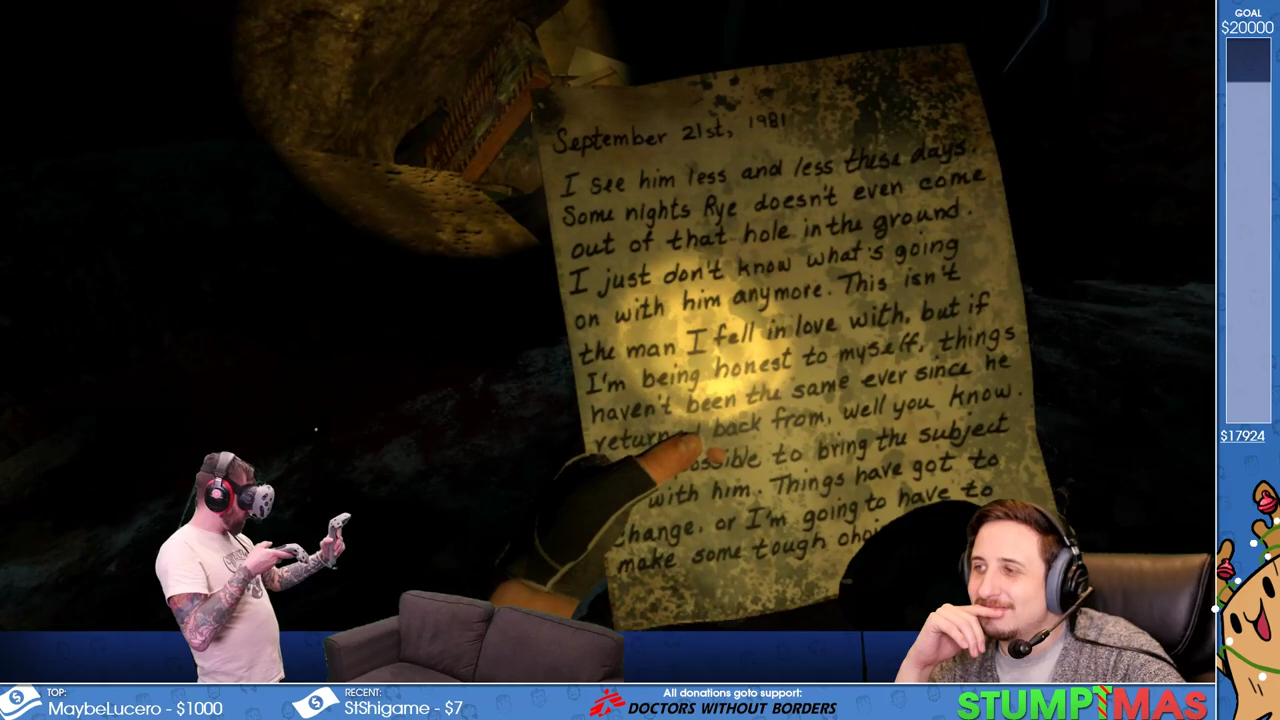 GOAL
$20000
September 21st, 1981
I see him less and less these days.
Some nights Rye doesn't even come
out of that hole in the ground.
I just don't know what's going
on with him anymore. This isn't
the man I fell in love with, but if
I'm being honest to myself, things
haven't been the same ever since he
returned back from, well you know.
to bring the subject
with him. Things have got to
change, or I'm going to have to
make some tough
$17924
TOP:
MaybeLucero - $1000
RECENT:
StShigame - $7
All donations goto support:
DOCTORS WITHOUT BORDERS
STUMPTMAS